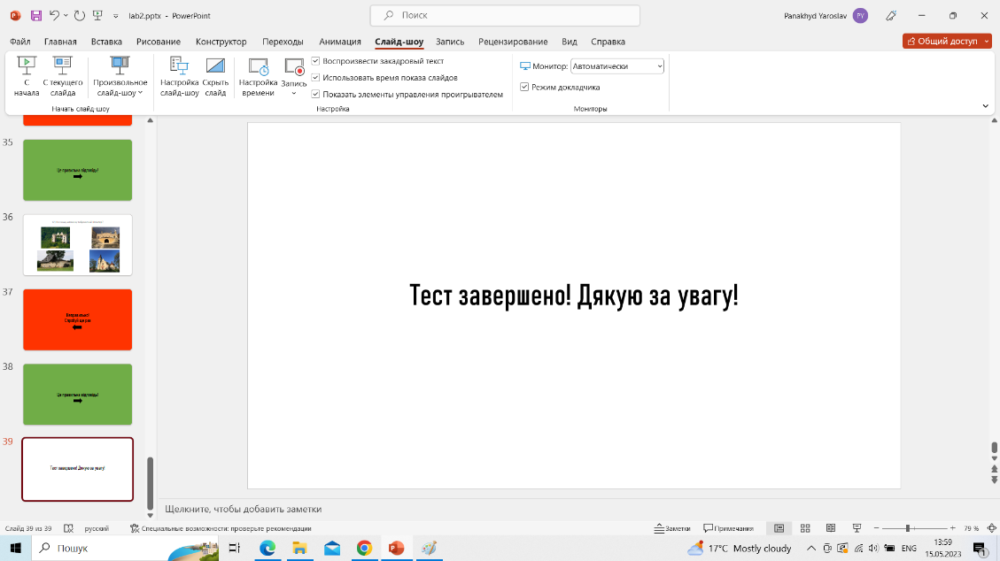 lab2.pptx - PowerPoint
Поиск
Panakhyd Yaroslav
PY
Файл Главная Вставка Рисование Конструктор Переходы Анимация Слайд-шоу Запись Рецензирование Вид Справка
Общий доступ
С начала
С текущего слайда
Произвольное слайд-шоу
Начать слайд-шоу
Настройка слайд-шоу
Скрыть слайд
Настройка времени
Запись
Воспроизвести закадровый текст
Использовать время показа слайдов
Показать элементы управления проигрывателем
Настройка
Монитор: Автоматически
Режим докладчика
Мониторы
35
Це правильна відповідь!
36
37
Неправильно!
Спробуй ще раз
38
Це правильна відповідь!
39
Тест завершено! Дякую за увагу!
Тест завершено! Дякую за увагу!
Щелкните, чтобы добавить заметки
Слайд 39 из 39 русский Специальные возможности: проверьте рекомендации
Заметки Примечания 79 %
Пошук
17°C Mostly cloudy
ENG
13:59
15.05.2023
1